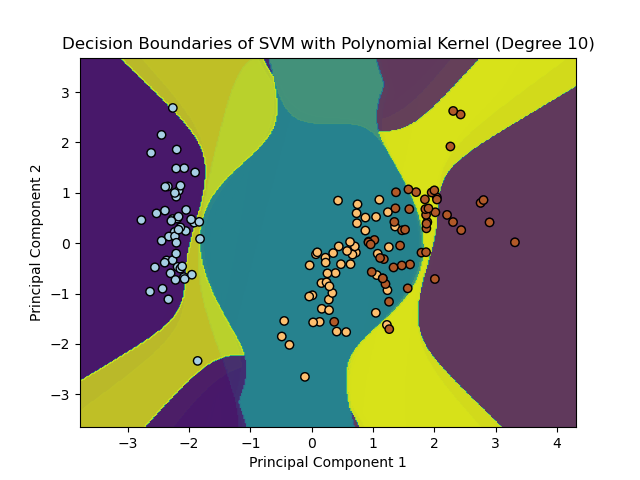 Decision Boundaries of SVM with Polynomial Kernel (Degree 10)
3
2
1
0
−1
−2
−3
Principal Component 2
−3 −2 −1 0 1 2 3 4
Principal Component 1